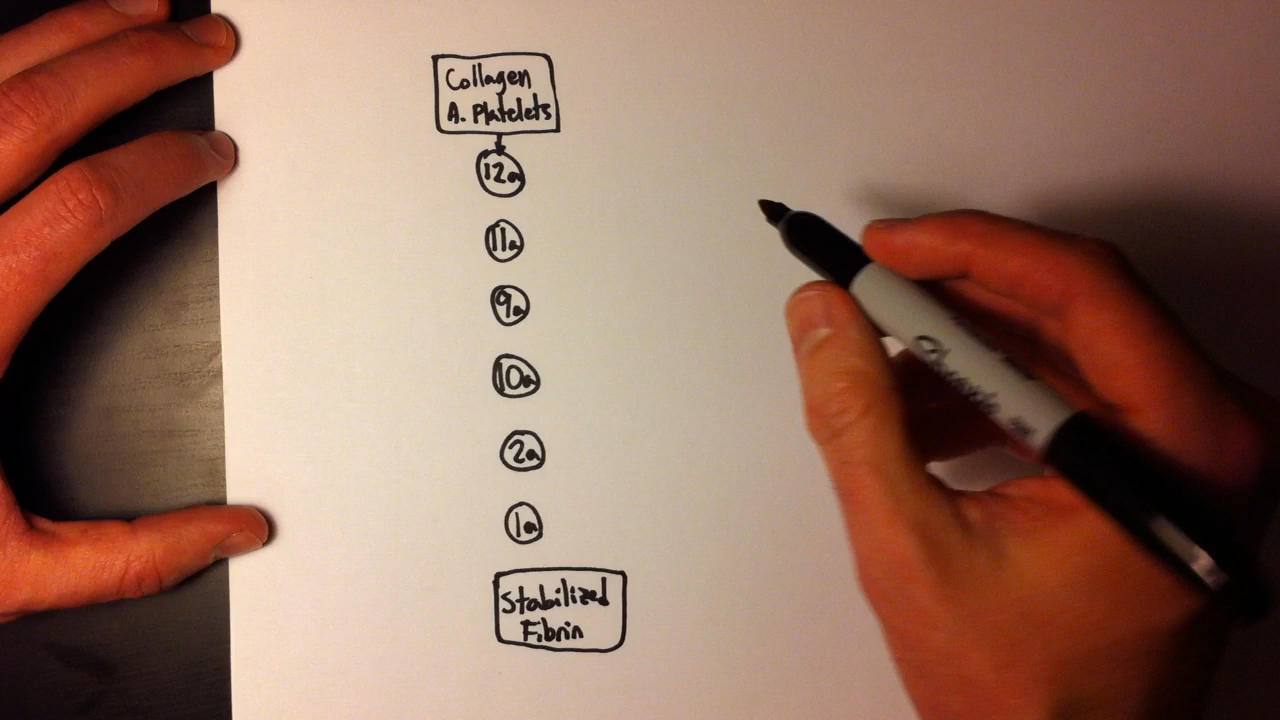 Collagen
A. Platelets
12a
11a
9a
10a
2a
1a
Stabilized
Fibrin